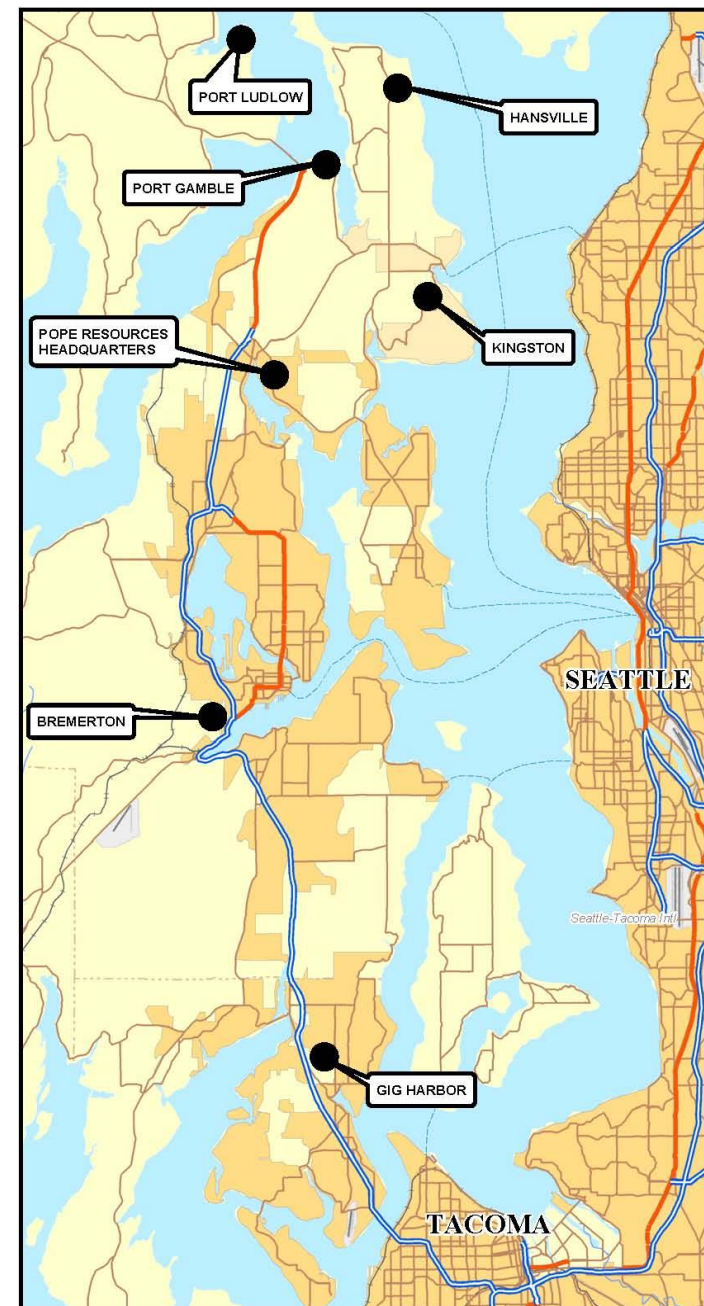 PORT LUDLOW
HANSVILLE
PORT GAMBLE
POPE RESOURCES
HEADQUARTERS
KINGSTON
SEATTLE
BREMERTON
Seattle-Tacoma Intl
GIG HARBOR
TACOMA